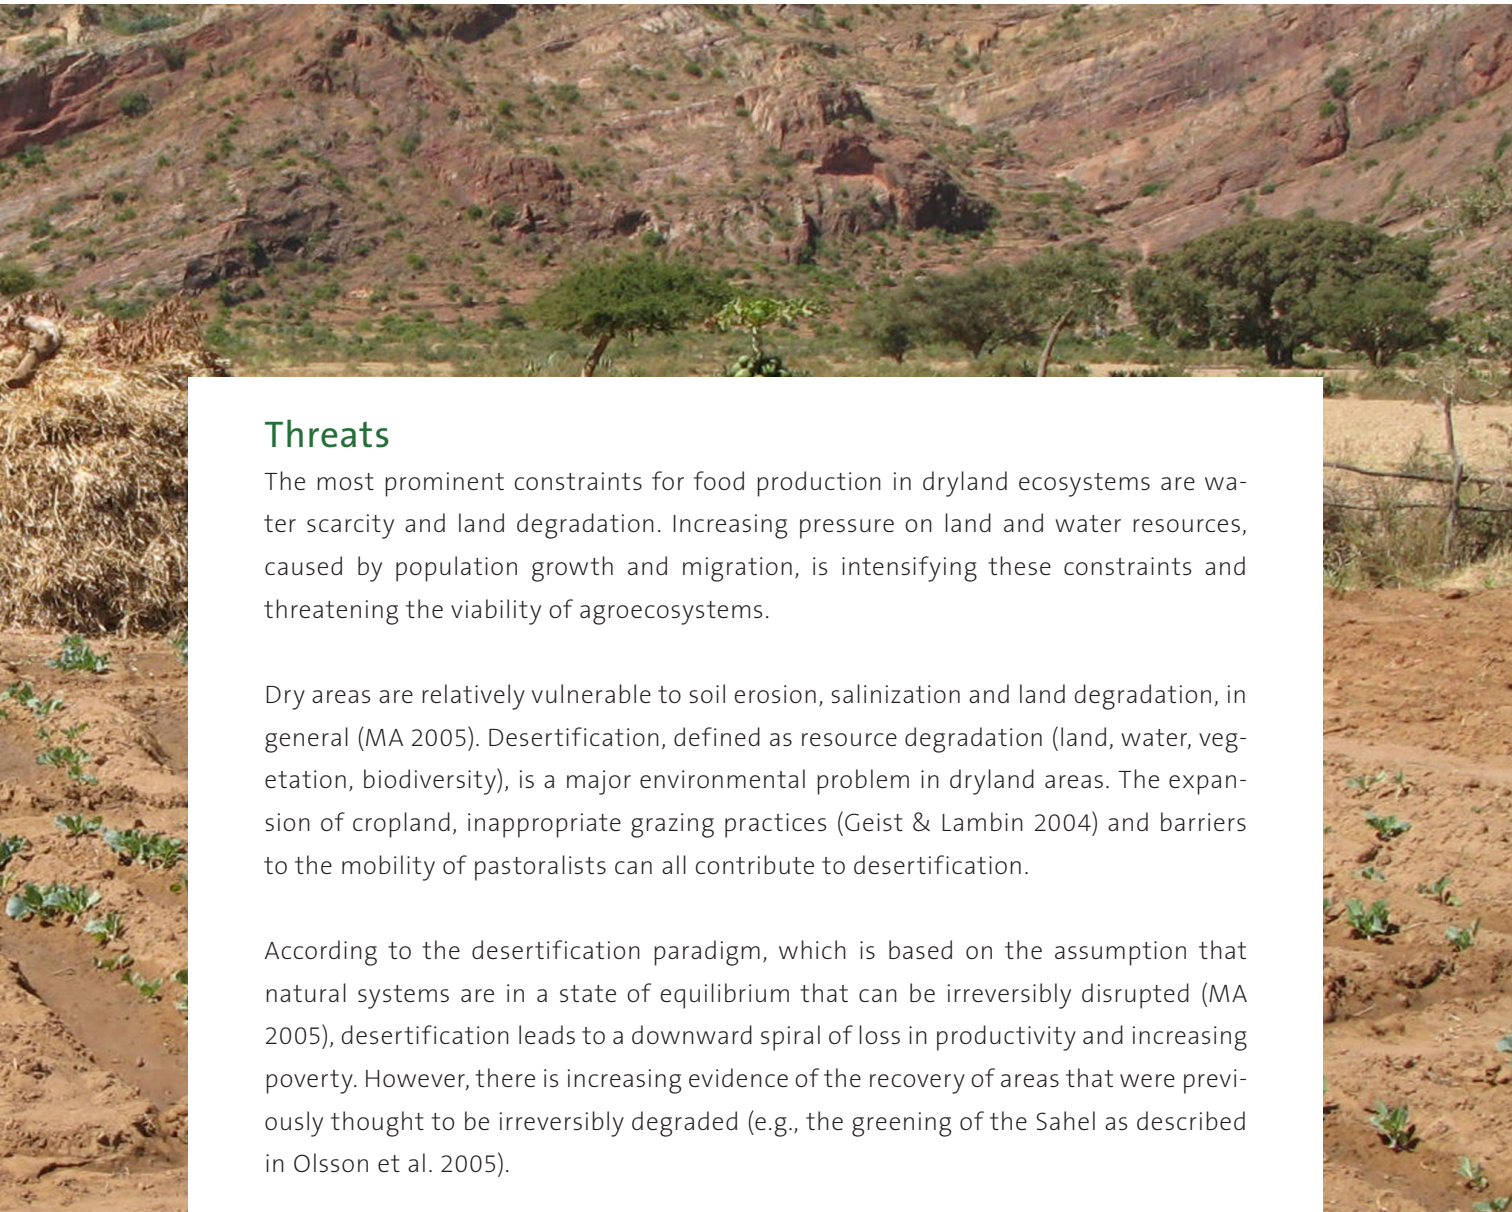 Threats
The most prominent constraints for food production in dryland ecosystems are wa-
ter scarcity and land degradation. Increasing pressure on land and water resources,
caused by population growth and migration, is intensifying these constraints and
threatening the viability of agroecosystems.
Dry areas are relatively vulnerable to soil erosion, salinization and land degradation, in
general (MA 2005). Desertification, defined as resource degradation (land, water, veg-
etation, biodiversity), is a major environmental problem in dryland areas. The expan-
sion of cropland, inappropriate grazing practices (Geist & Lambin 2004) and barriers
to the mobility of pastoralists can all contribute to desertification.
According to the desertification paradigm, which is based on the assumption that
natural systems are in a state of equilibrium that can be irreversibly disrupted (MA
2005), desertification leads to a downward spiral of loss in productivity and increasing
poverty. However, there is increasing evidence of the recovery of areas that were previ-
ously thought to be irreversibly degraded (e.g., the greening of the Sahel as described
in Olsson et al. 2005).